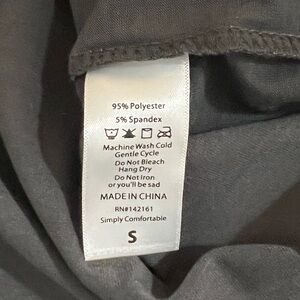 95% Polyester
5% Spandex
Machine Wash Cold
Gentle Cycle
Do Not Bleach
Hang Dry
Do Not Iron
or you'll be sad
MADE IN CHINA
RN#142161
Simply Comfortable
S